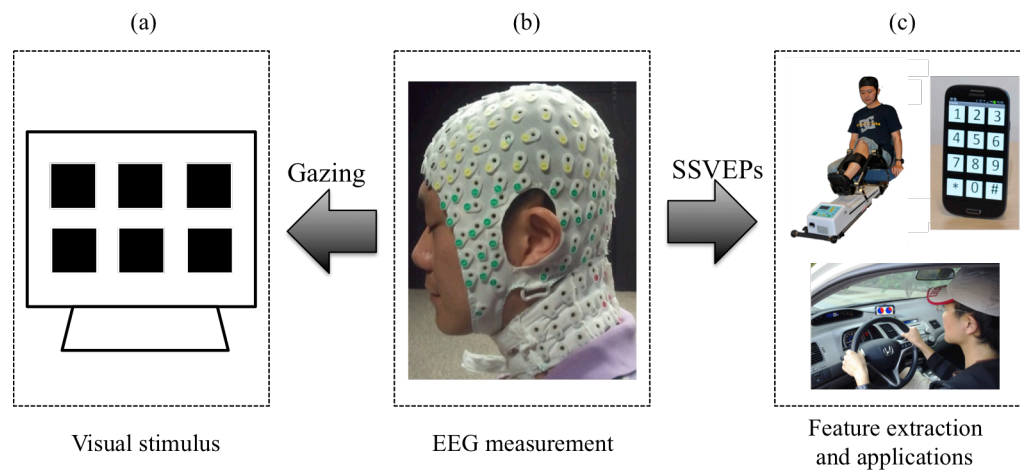 (a)
(b)
(c)
Gazing
SSVEPs
1 2 3
4 5 6
7 8 9
* 0 #
Visual stimulus
EEG measurement
Feature extraction
and applications